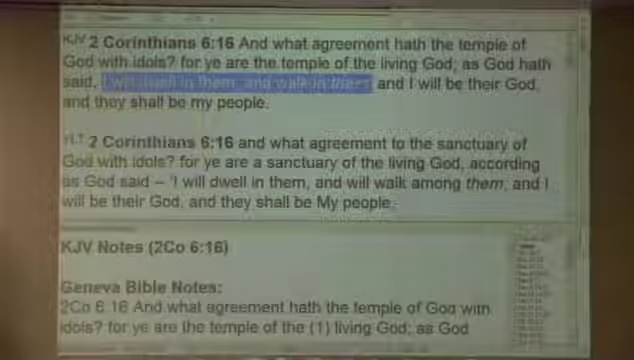 KJV 2 Corinthians 6:16 And what agreement hath the temple of
God with idols? for ye are the temple of the living God; as God hath
said, I will dwell in them, and walk in them; and I will be their God,
and they shall be my people.
YLT 2 Corinthians 6:16 and what agreement to the sanctuary of
God with idols? for ye are a sanctuary of the living God, according
as God said -- 'I will dwell in them, and will walk among them, and I
will be their God, and they shall be My people,
KJV Notes (2Co 6:16)
Geneva Bible Notes:
2Co 6:16 And what agreement hath the temple of God with
idols? for ye are the temple of the (1) living God; as God